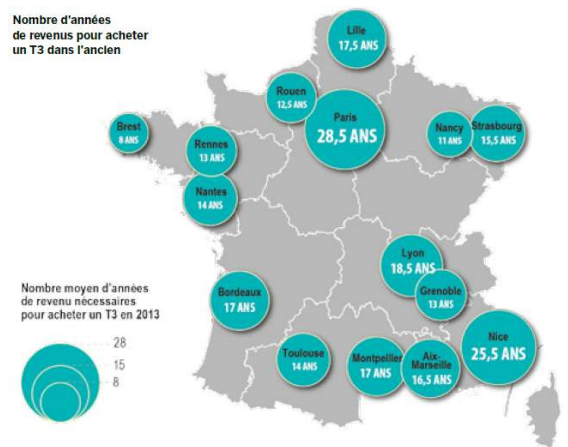 Nombre d'années
de revenus pour acheter
un T3 dans l'ancien
Lille
17,5 ANS
Rouen
12,5 ANS
Paris
28,5 ANS
Brest
8 ANS
Rennes
13 ANS
Nancy
11 ANS
Strasbourg
15,5 ANS
Nantes
14 ANS
Lyon
18,5 ANS
Grenoble
13 ANS
Bordeaux
17 ANS
Nice
25,5 ANS
Toulouse
14 ANS
Montpellier
17 ANS
Aix-
Marseille
16,5 ANS
Nombre moyen d'années
de revenu nécessaires
pour acheter un T3 en 2013
28
15
8